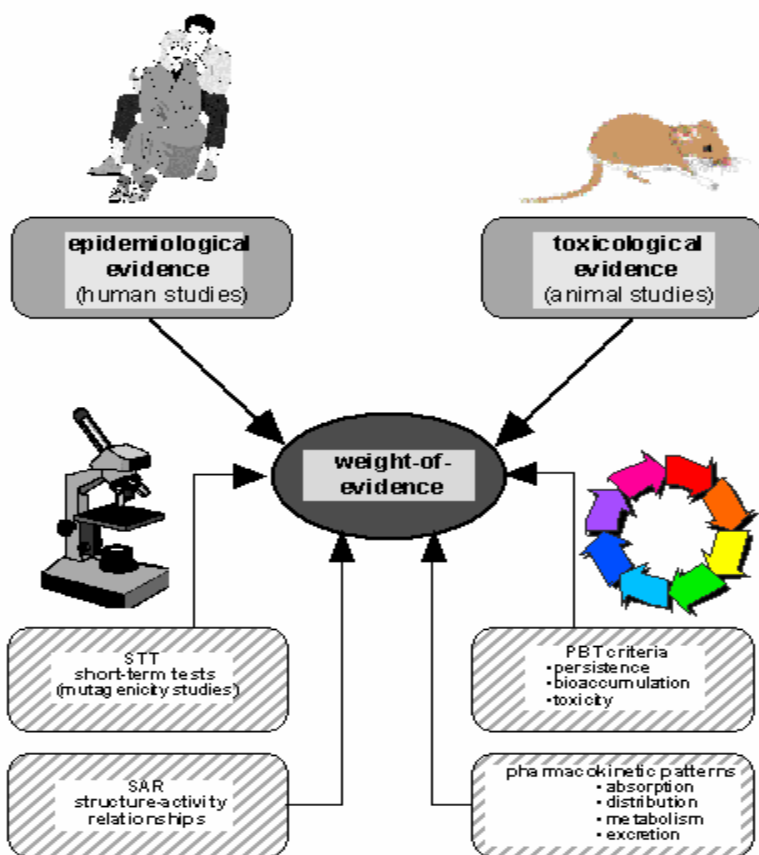 epidemiological
evidence
(human studies)
toxicological
evidence
(animal studies)
weight-of-
evidence
STT
short-term tests
(mutagenicity studies)
PBT criteria
•persistence
•bioaccumulation
•toxicity
SAR
structure-activity
relationships
pharmacokinetic patterns
• absorption
• distribution
• metabolism
• excretion